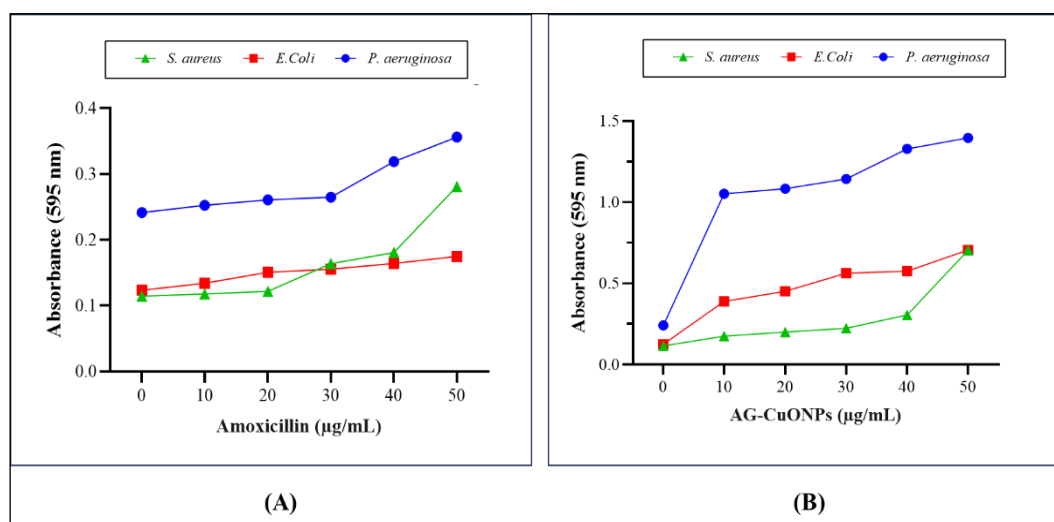 S. aureus E.Coli P. aeruginosa
0.4
0.3
0.2
0.1
0.0
Absorbance (595 nm)
0 10 20 30 40 50
Amoxicillin (µg/mL)
(A)
S. aureus E.Coli P. aeruginosa
1.5
1.0
0.5
0.0
Absorbance (595 nm)
0 10 20 30 40 50
AG-CuONPs (µg/mL)
(B)